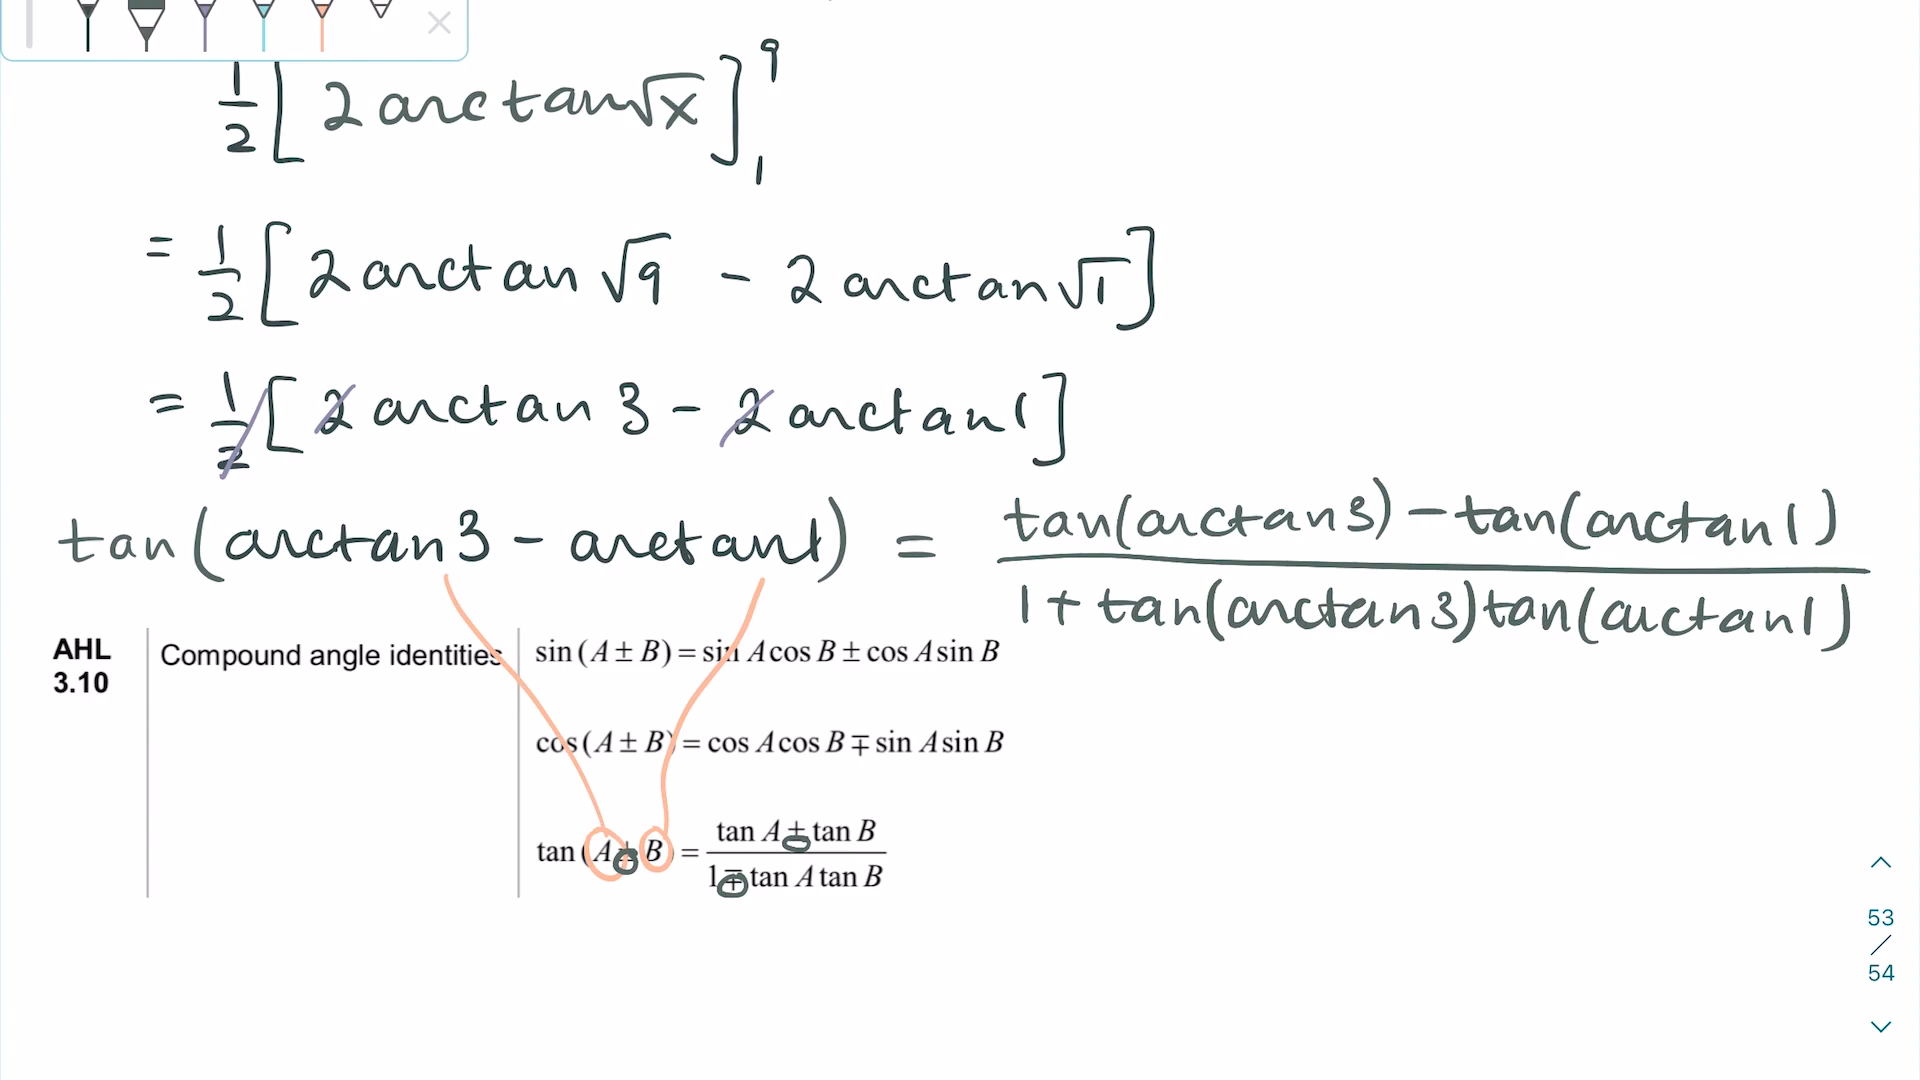 1/2 [2 arctan√x]₁⁹
= 1/2 [2 arctan √9 - 2 arctan √1]
= 1/2 [2 arctan 3 - 2 arctan 1]
tan(arctan 3 - arctan 1) = (tan(arctan 3) - tan(arctan 1)) / (1 + tan(arctan 3) tan(arctan 1))
AHL 3.10
Compound angle identities
sin (A ± B) = sin A cos B ± cos A sin B
cos (A ± B) = cos A cos B ∓ sin A sin B
tan (A ± B) = (tan A ± tan B) / (1 ∓ tan A tan B)
53
/
54